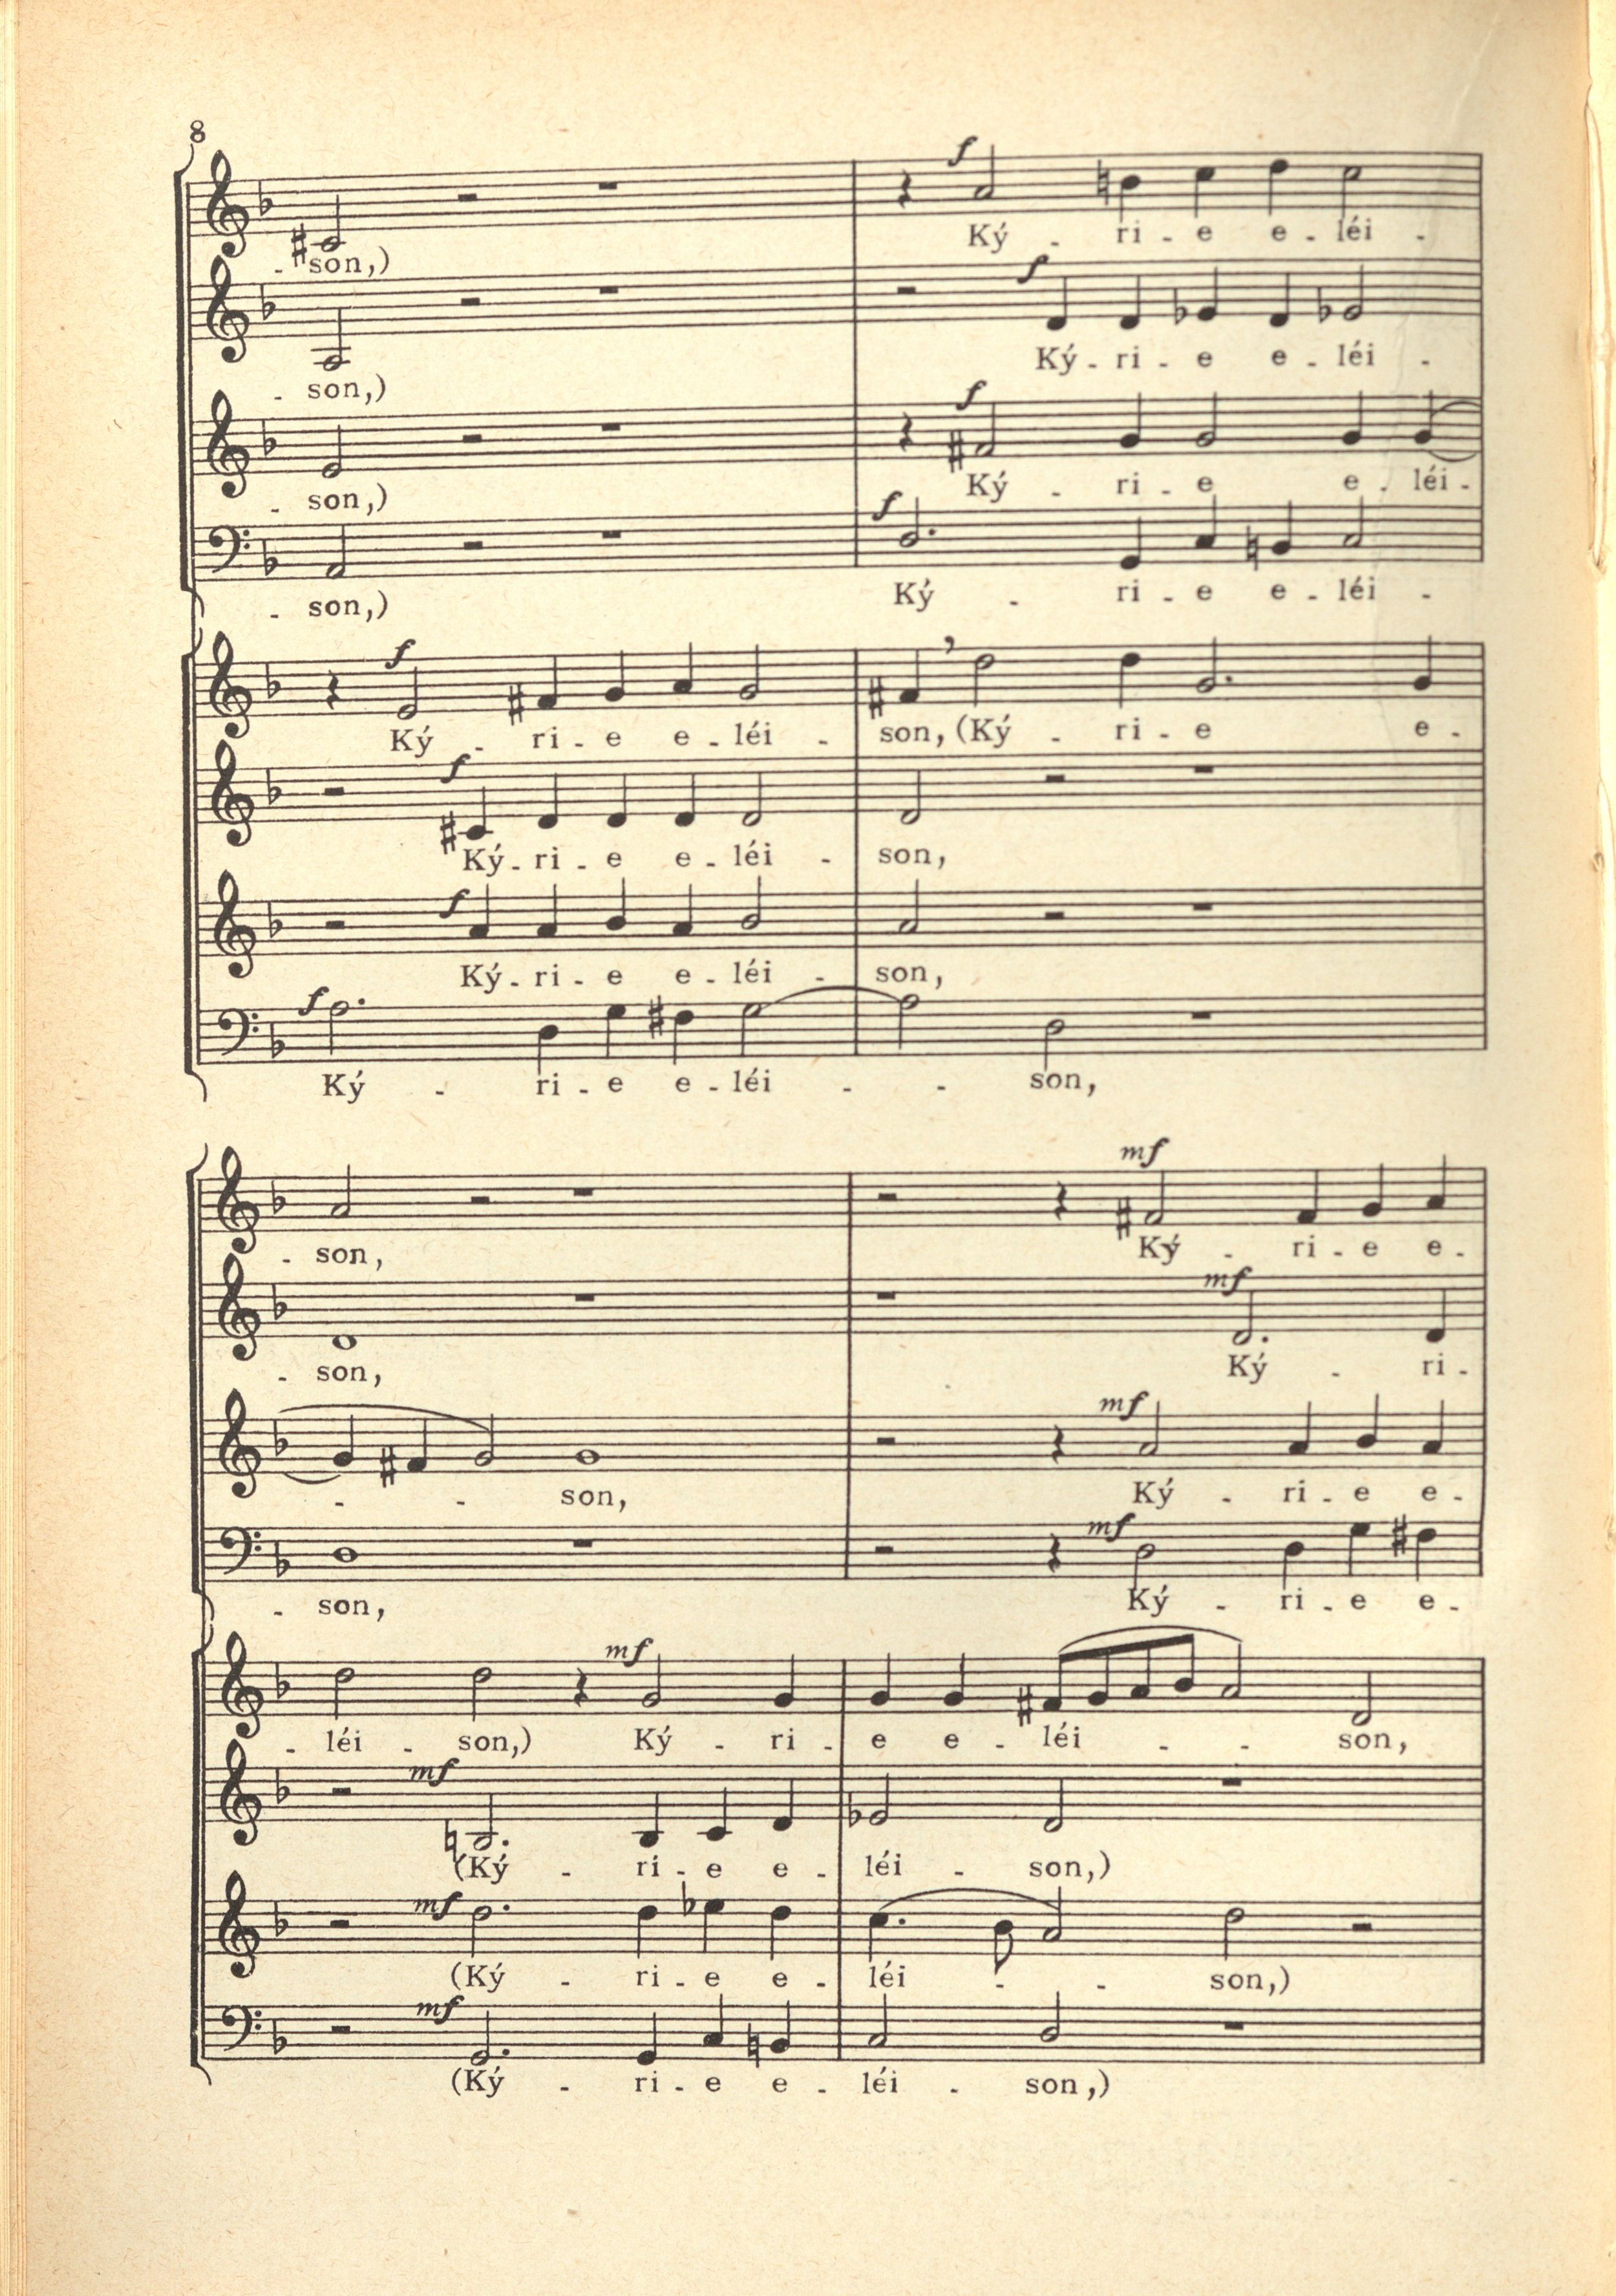 8
f
- son,) Ký - ri - e e - léi -
f
- son,) Ký - ri - e e - léi -
f
- son,) Ký - ri - e e - léi -
f
- son,) Ký - ri - e e - léi -
f
Ký - ri - e e - léi - son, (Ký - ri - e e -
f
Ký - ri - e e - léi - son,
f
Ký - ri - e e - léi - son,
f
Ký - ri - e e - léi - - son,
mf
- son, Ký - ri - e e -
mf
- son, Ký - ri -
mf
- - son, Ký - ri - e e -
mf
- son, Ký - ri - e e -
mf
- léi - son,) Ký - ri - e e - léi - - son,
mf
(Ký - ri - e e - léi - son,)
mf
(Ký - ri - e e - léi - - son,)
mf
(Ký - ri - e e - léi - son,)